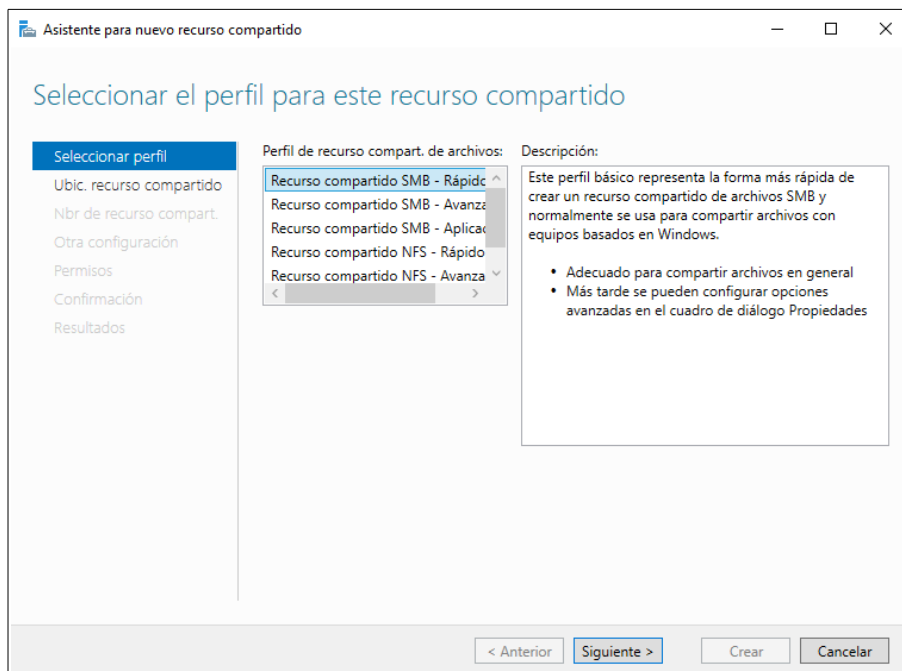 Asistente para nuevo recurso compartido
Seleccionar el perfil para este recurso compartido
Seleccionar perfil
Ubic. recurso compartido
Nbr de recurso compart.
Otra configuración
Permisos
Confirmación
Resultados
Perfil de recurso compart. de archivos:
Recurso compartido SMB - Rápido
Recurso compartido SMB - Avanza
Recurso compartido SMB - Aplicac
Recurso compartido NFS - Rápido
Recurso compartido NFS - Avanza
Descripción:
Este perfil básico representa la forma más rápida de
crear un recurso compartido de archivos SMB y
normalmente se usa para compartir archivos con
equipos basados en Windows.
• Adecuado para compartir archivos en general
• Más tarde se pueden configurar opciones
avanzadas en el cuadro de diálogo Propiedades
< Anterior
Siguiente >
Crear
Cancelar